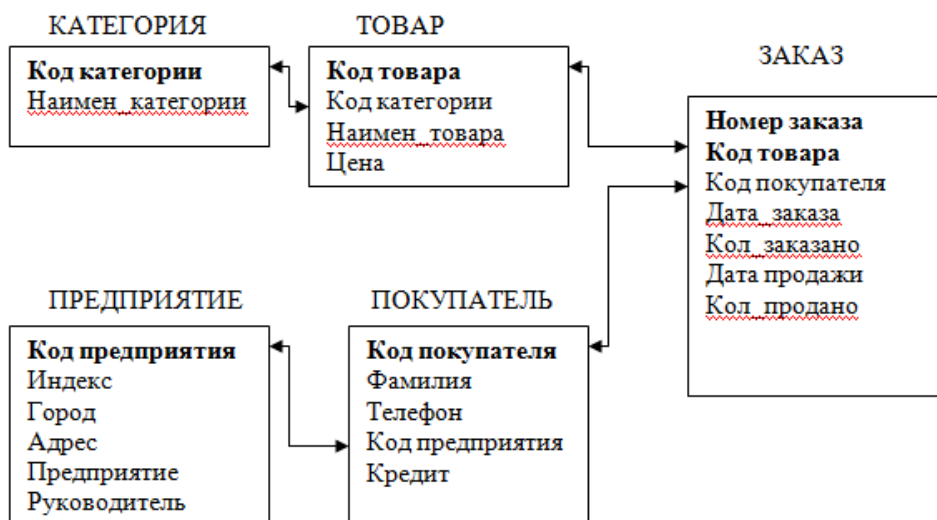 КАТЕГОРИЯ
Код категории
Наимен_категории
ТОВАР
Код товара
Код категории
Наимен_товара
Цена
ЗАКАЗ
Номер заказа
Код товара
Код покупателя
Дата_заказа
Кол_заказано
Дата продажи
Кол_продано
ПРЕДПРИЯТИЕ
Код предприятия
Индекс
Город
Адрес
Предприятие
Руководитель
ПОКУПАТЕЛЬ
Код покупателя
Фамилия
Телефон
Код предприятия
Кредит